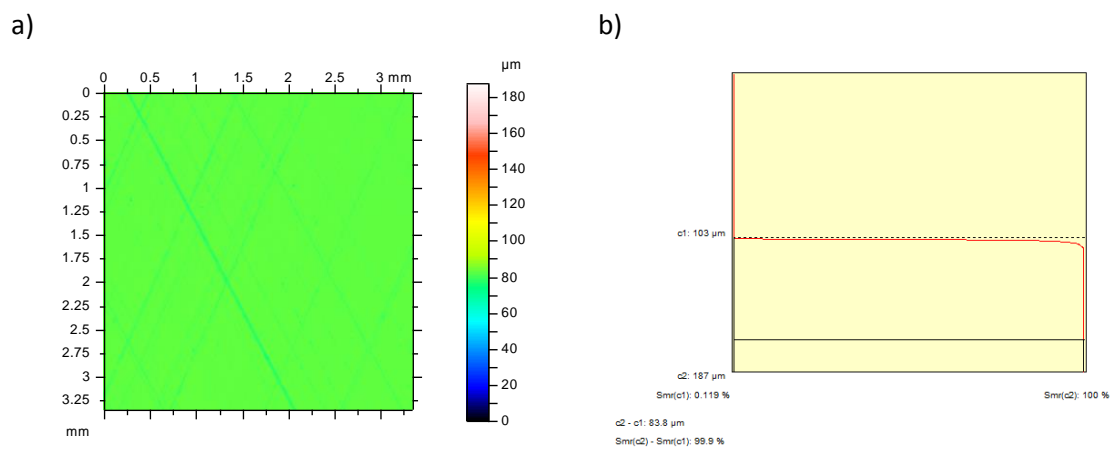 a)
b)
µm
0 0.5 1 1.5 2 2.5 3 mm
0
0.25
0.5
0.75
1
1.25
1.5
1.75
2
2.25
2.5
2.75
3
3.25
mm
180
160
140
120
100
80
60
40
20
0
c1: 103 µm
c2: 187 µm
Smr(c1): 0.119 %
Smr(c2): 100 %
c2 - c1: 83.8 µm
Smr(c2) - Smr(c1): 99.9 %